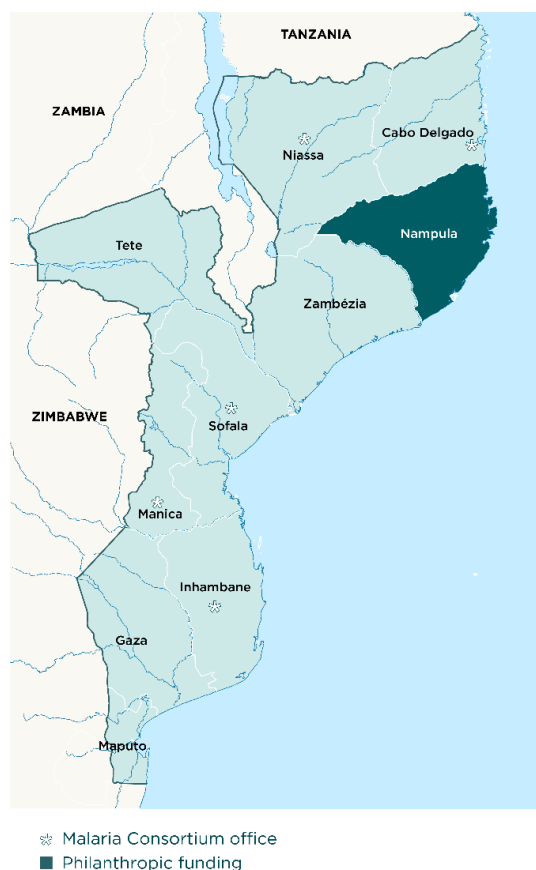 TANZANIA
ZAMBIA
Cabo Delgado
Niassa
Nampula
Tete
Zambézia
ZIMBABWE
Sofala
Manica
Inhambane
Gaza
Maputo
Malaria Consortium office
Philanthropic funding